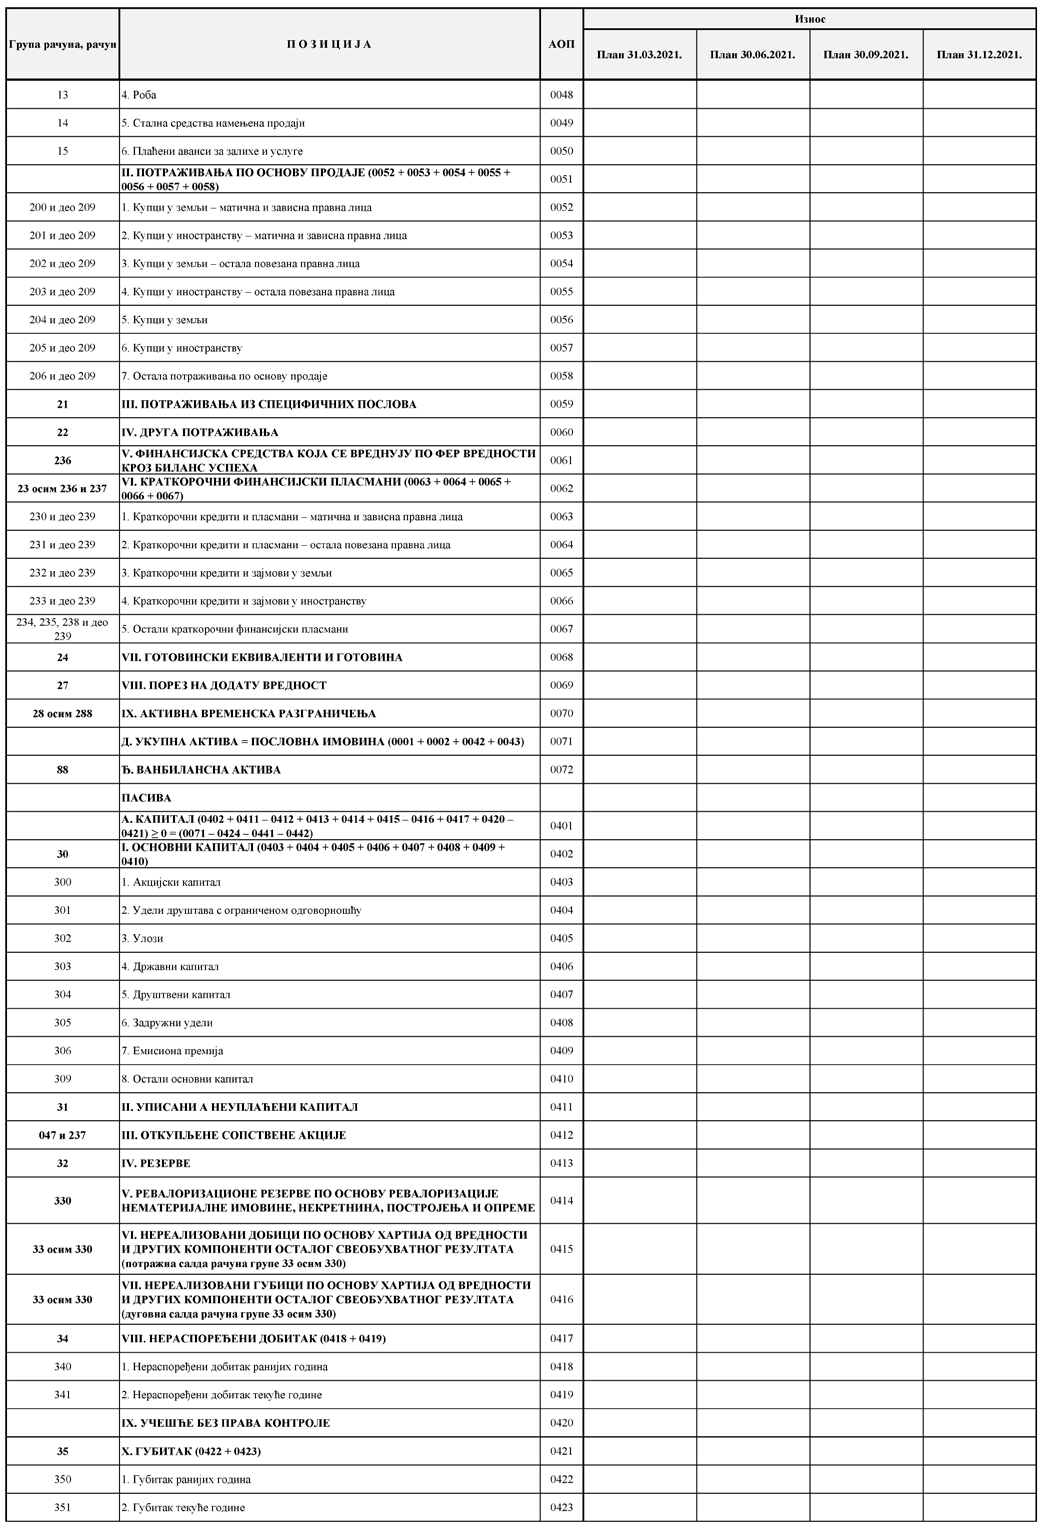 Износ
Група рачуна, рачун П О З И Ц И Ј А АОП
План 31.03.2021. План 30.06.2021. План 30.09.2021. План 31.12.2021.
13 4. Роба 0048
14 5. Стална средства намењена продаји 0049
15 6. Плаћени аванси за залихе и услуге 0050
II. ПОТРАЖИВАЊА ПО ОСНОВУ ПРОДАЈЕ (0052 + 0053 + 0054 + 0055 +
0056 + 0057 + 0058) 0051
200 и део 209 1. Купци у земљи – матична и зависна правна лица 0052
201 и део 209 2. Купци у иностранству – матична и зависна правна лица 0053
202 и део 209 3. Купци у земљи – остала повезана правна лица 0054
203 и део 209 4. Купци у иностранству – остала повезана правна лица 0055
204 и део 209 5. Купци у земљи 0056
205 и део 209 6. Купци у иностранству 0057
206 и део 209 7. Остала потраживања по основу продаје 0058
21 III. ПОТРАЖИВАЊА ИЗ СПЕЦИФИЧНИХ ПОСЛОВА 0059
22 IV. ДРУГА ПОТРАЖИВАЊА 0060
236 V. ФИНАНСИЈСКА СРЕДСТВА КОЈА СЕ ВРЕДНУЈУ ПО ФЕР ВРЕДНОСТИ
КРОЗ БИЛАНС УСПЕХА 0061
23 осим 236 и 237 VI. КРАТКОРОЧНИ ФИНАНСИЈСКИ ПЛАСМАНИ (0063 + 0064 + 0065 +
0066 + 0067) 0062
230 и део 239 1. Краткорочни кредити и пласмани – матична и зависна правна лица 0063
231 и део 239 2. Краткорочни кредити и пласмани – остала повезана правна лица 0064
232 и део 239 3. Краткорочни кредити и зајмови у земљи 0065
233 и део 239 4. Краткорочни кредити и зајмови у иностранству 0066
234, 235, 238 и део
239 5. Остали краткорочни финансијски пласмани 0067
24 VII. ГОТОВИНСКИ ЕКВИВАЛЕНТИ И ГОТОВИНА 0068
27 VIII. ПОРЕЗ НА ДОДАТУ ВРЕДНОСТ 0069
28 осим 288 IX. АКТИВНА ВРЕМЕНСКА РАЗГРАНИЧЕЊА 0070
Д. УКУПНА АКТИВА = ПОСЛОВНА ИМОВИНА (0001 + 0002 + 0042 + 0043) 0071
88 Ђ. ВАНБИЛАНСНА АКТИВА 0072
ПАСИВА
А. КАПИТАЛ (0402 + 0411 – 0412 + 0413 + 0414 + 0415 – 0416 + 0417 + 0420 –
0421) ≥ 0 = (0071 – 0424 – 0441 – 0442) 0401
30 I. ОСНОВНИ КАПИТАЛ (0403 + 0404 + 0405 + 0406 + 0407 + 0408 + 0409 +
0410) 0402
300 1. Акцијски капитал 0403
301 2. Удели друштава с ограниченом одговорношћу 0404
302 3. Улози 0405
303 4. Државни капитал 0406
304 5. Друштвени капитал 0407
305 6. Задружни удели 0408
306 7. Емисиона премија 0409
309 8. Остали основни капитал 0410
31 II. УПИСАНИ А НЕУПЛАЋЕНИ КАПИТАЛ 0411
047 и 237 III. ОТКУПЉЕНЕ СОПСТВЕНЕ АКЦИЈЕ 0412
32 IV. РЕЗЕРВЕ 0413
330 V. РЕВАЛОРИЗАЦИОНЕ РЕЗЕРВЕ ПО ОСНОВУ РЕВАЛОРИЗАЦИЈЕ
НЕМАТЕРИЈАЛНЕ ИМОВИНЕ, НЕКРЕТНИНА, ПОСТРОЈЕЊА И ОПРЕМЕ 0414
VI. НЕРЕАЛИЗОВАНИ ДОБИЦИ ПО ОСНОВУ ХАРТИЈА ОД ВРЕДНОСТИ
33 осим 330 И ДРУГИХ КОМПОНЕНТИ ОСТАЛОГ СВЕОБУХВАТНОГ РЕЗУЛТАТА 0415
(потражна салда рачуна групе 33 осим 330)
VII. НЕРЕАЛИЗОВАНИ ГУБИЦИ ПО ОСНОВУ ХАРТИЈА ОД ВРЕДНОСТИ
33 осим 330 И ДРУГИХ КОМПОНЕНТИ ОСТАЛОГ СВЕОБУХВАТНОГ РЕЗУЛТАТА 0416
(дуговна салда рачуна групе 33 осим 330)
34 VIII. НЕРАСПОРЕЂЕНИ ДОБИТАК (0418 + 0419) 0417
340 1. Нераспоређени добитак ранијих година 0418
341 2. Нераспоређени добитак текуће године 0419
IX. УЧЕШЋЕ БЕЗ ПРАВА КОНТРОЛЕ 0420
35 X. ГУБИТАК (0422 + 0423) 0421
350 1. Губитак ранијих година 0422
351 2. Губитак текуће године 0423